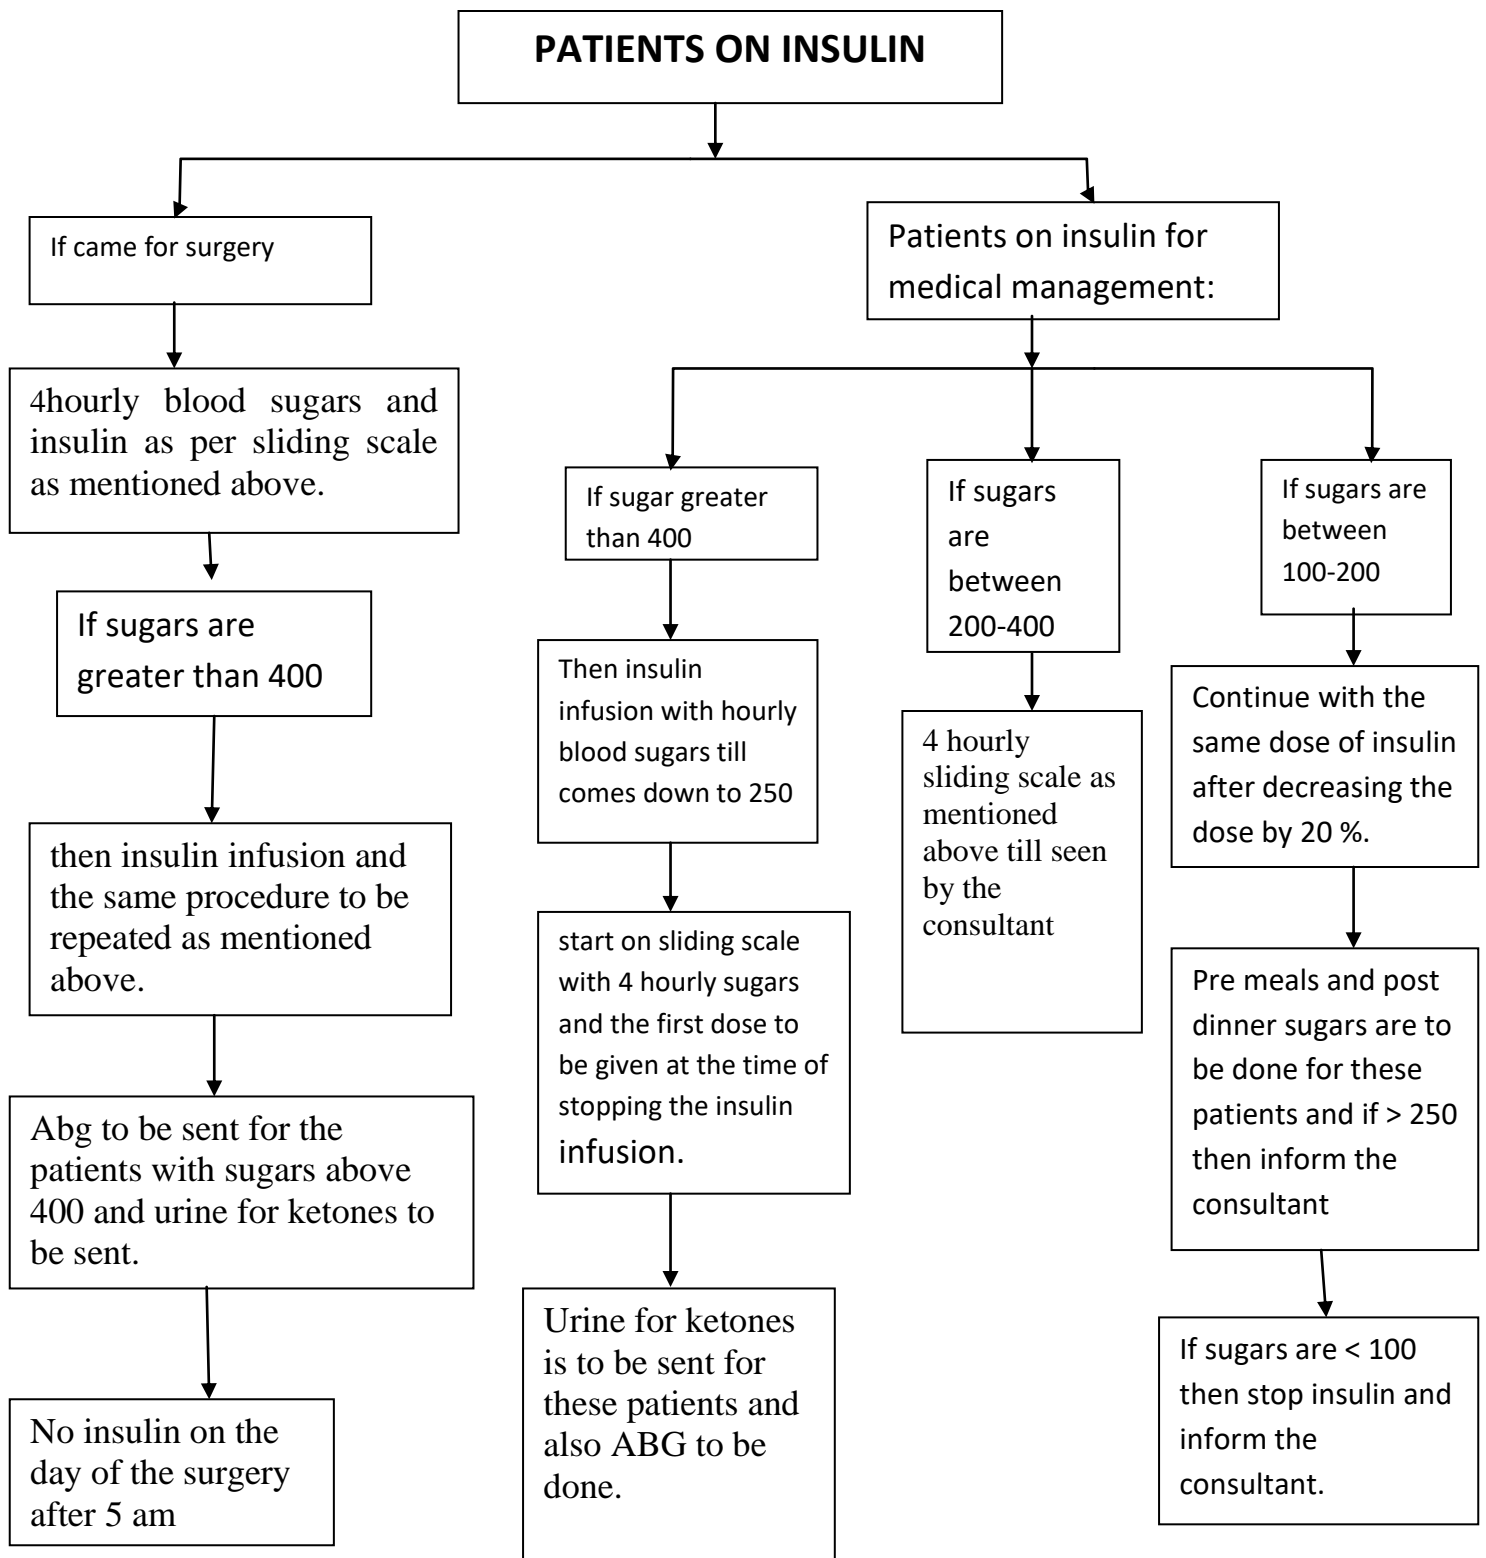 PATIENTS ON INSULIN
If came for surgery
4hourly blood sugars and
insulin as per sliding scale
as mentioned above.
If sugars are
greater than 400
then insulin infusion and
the same procedure to be
repeated as mentioned
above.
Abg to be sent for the
patients with sugars above
400 and urine for ketones to
be sent.
No insulin on the
day of the surgery
after 5 am
Patients on insulin for
medical management:
If sugar greater
than 400
Then insulin
infusion with hourly
blood sugars till
comes down to 250
start on sliding scale
with 4 hourly sugars
and the first dose to
be given at the time of
stopping the insulin
infusion.
Urine for ketones
is to be sent for
these patients and
also ABG to be
done.
If sugars
are
between
200-400
4 hourly
sliding scale as
mentioned
above till seen
by the
consultant
If sugars are
between
100-200
Continue with the
same dose of insulin
after decreasing the
dose by 20 %.
Pre meals and post
dinner sugars are to
be done for these
patients and if > 250
then inform the
consultant
If sugars are < 100
then stop insulin and
inform the
consultant.